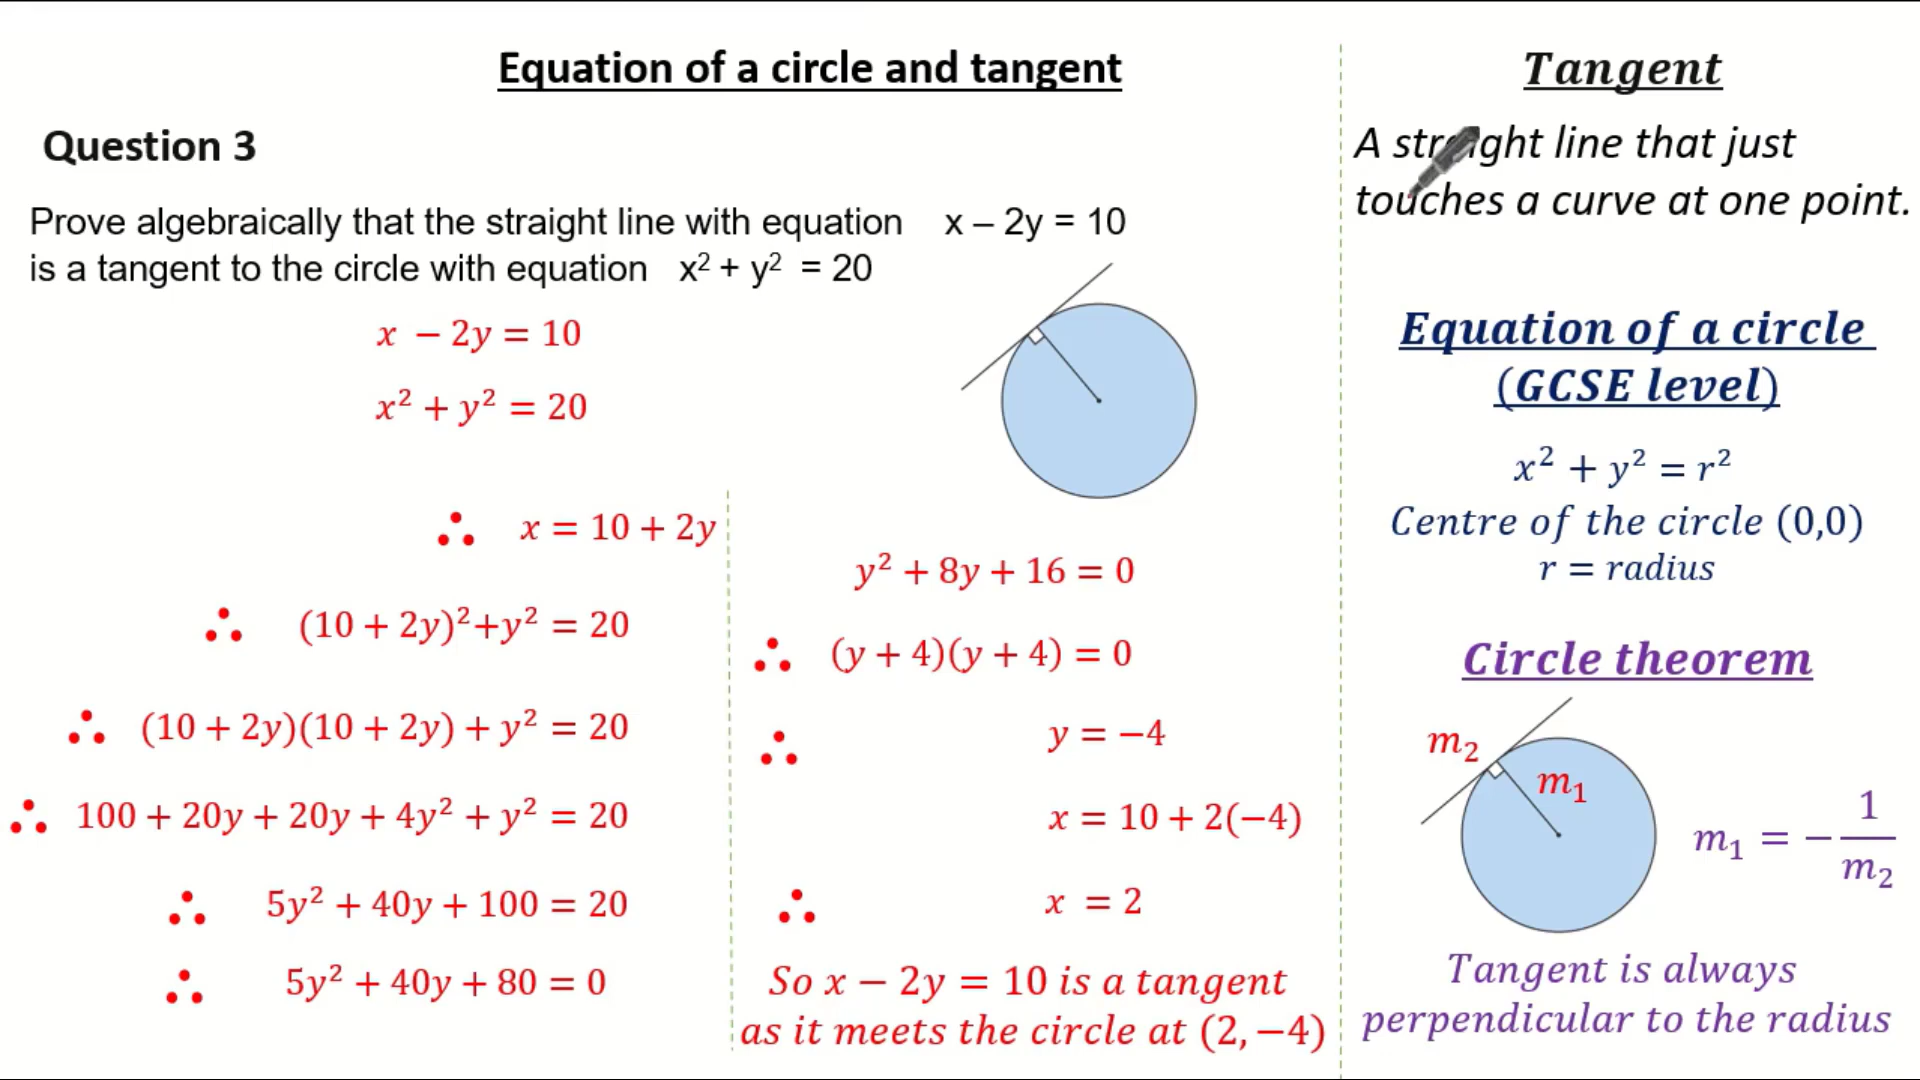 Equation of a circle and tangent
Question 3
Prove algebraically that the straight line with equation x – 2y = 10
is a tangent to the circle with equation x² + y² = 20
x − 2y = 10
x² + y² = 20
∴ x = 10 + 2y
∴ (10 + 2y)²+y² = 20
∴ (10 + 2y)(10 + 2y) + y² = 20
∴ 100 + 20y + 20y + 4y² + y² = 20
∴ 5y² + 40y + 100 = 20
∴ 5y² + 40y + 80 = 0
y² + 8y + 16 = 0
∴ (y + 4)(y + 4) = 0
∴ y = −4
x = 10 + 2(−4)
∴ x = 2
So x − 2y = 10 is a tangent
as it meets the circle at (2, −4)
Tangent
A straight line that just
touches a curve at one point.
Equation of a circle
(GCSE level)
x² + y² = r²
Centre of the circle (0,0)
r = radius
Circle theorem
m₂
m₁
m₁ = −1/m₂
Tangent is always
perpendicular to the radius